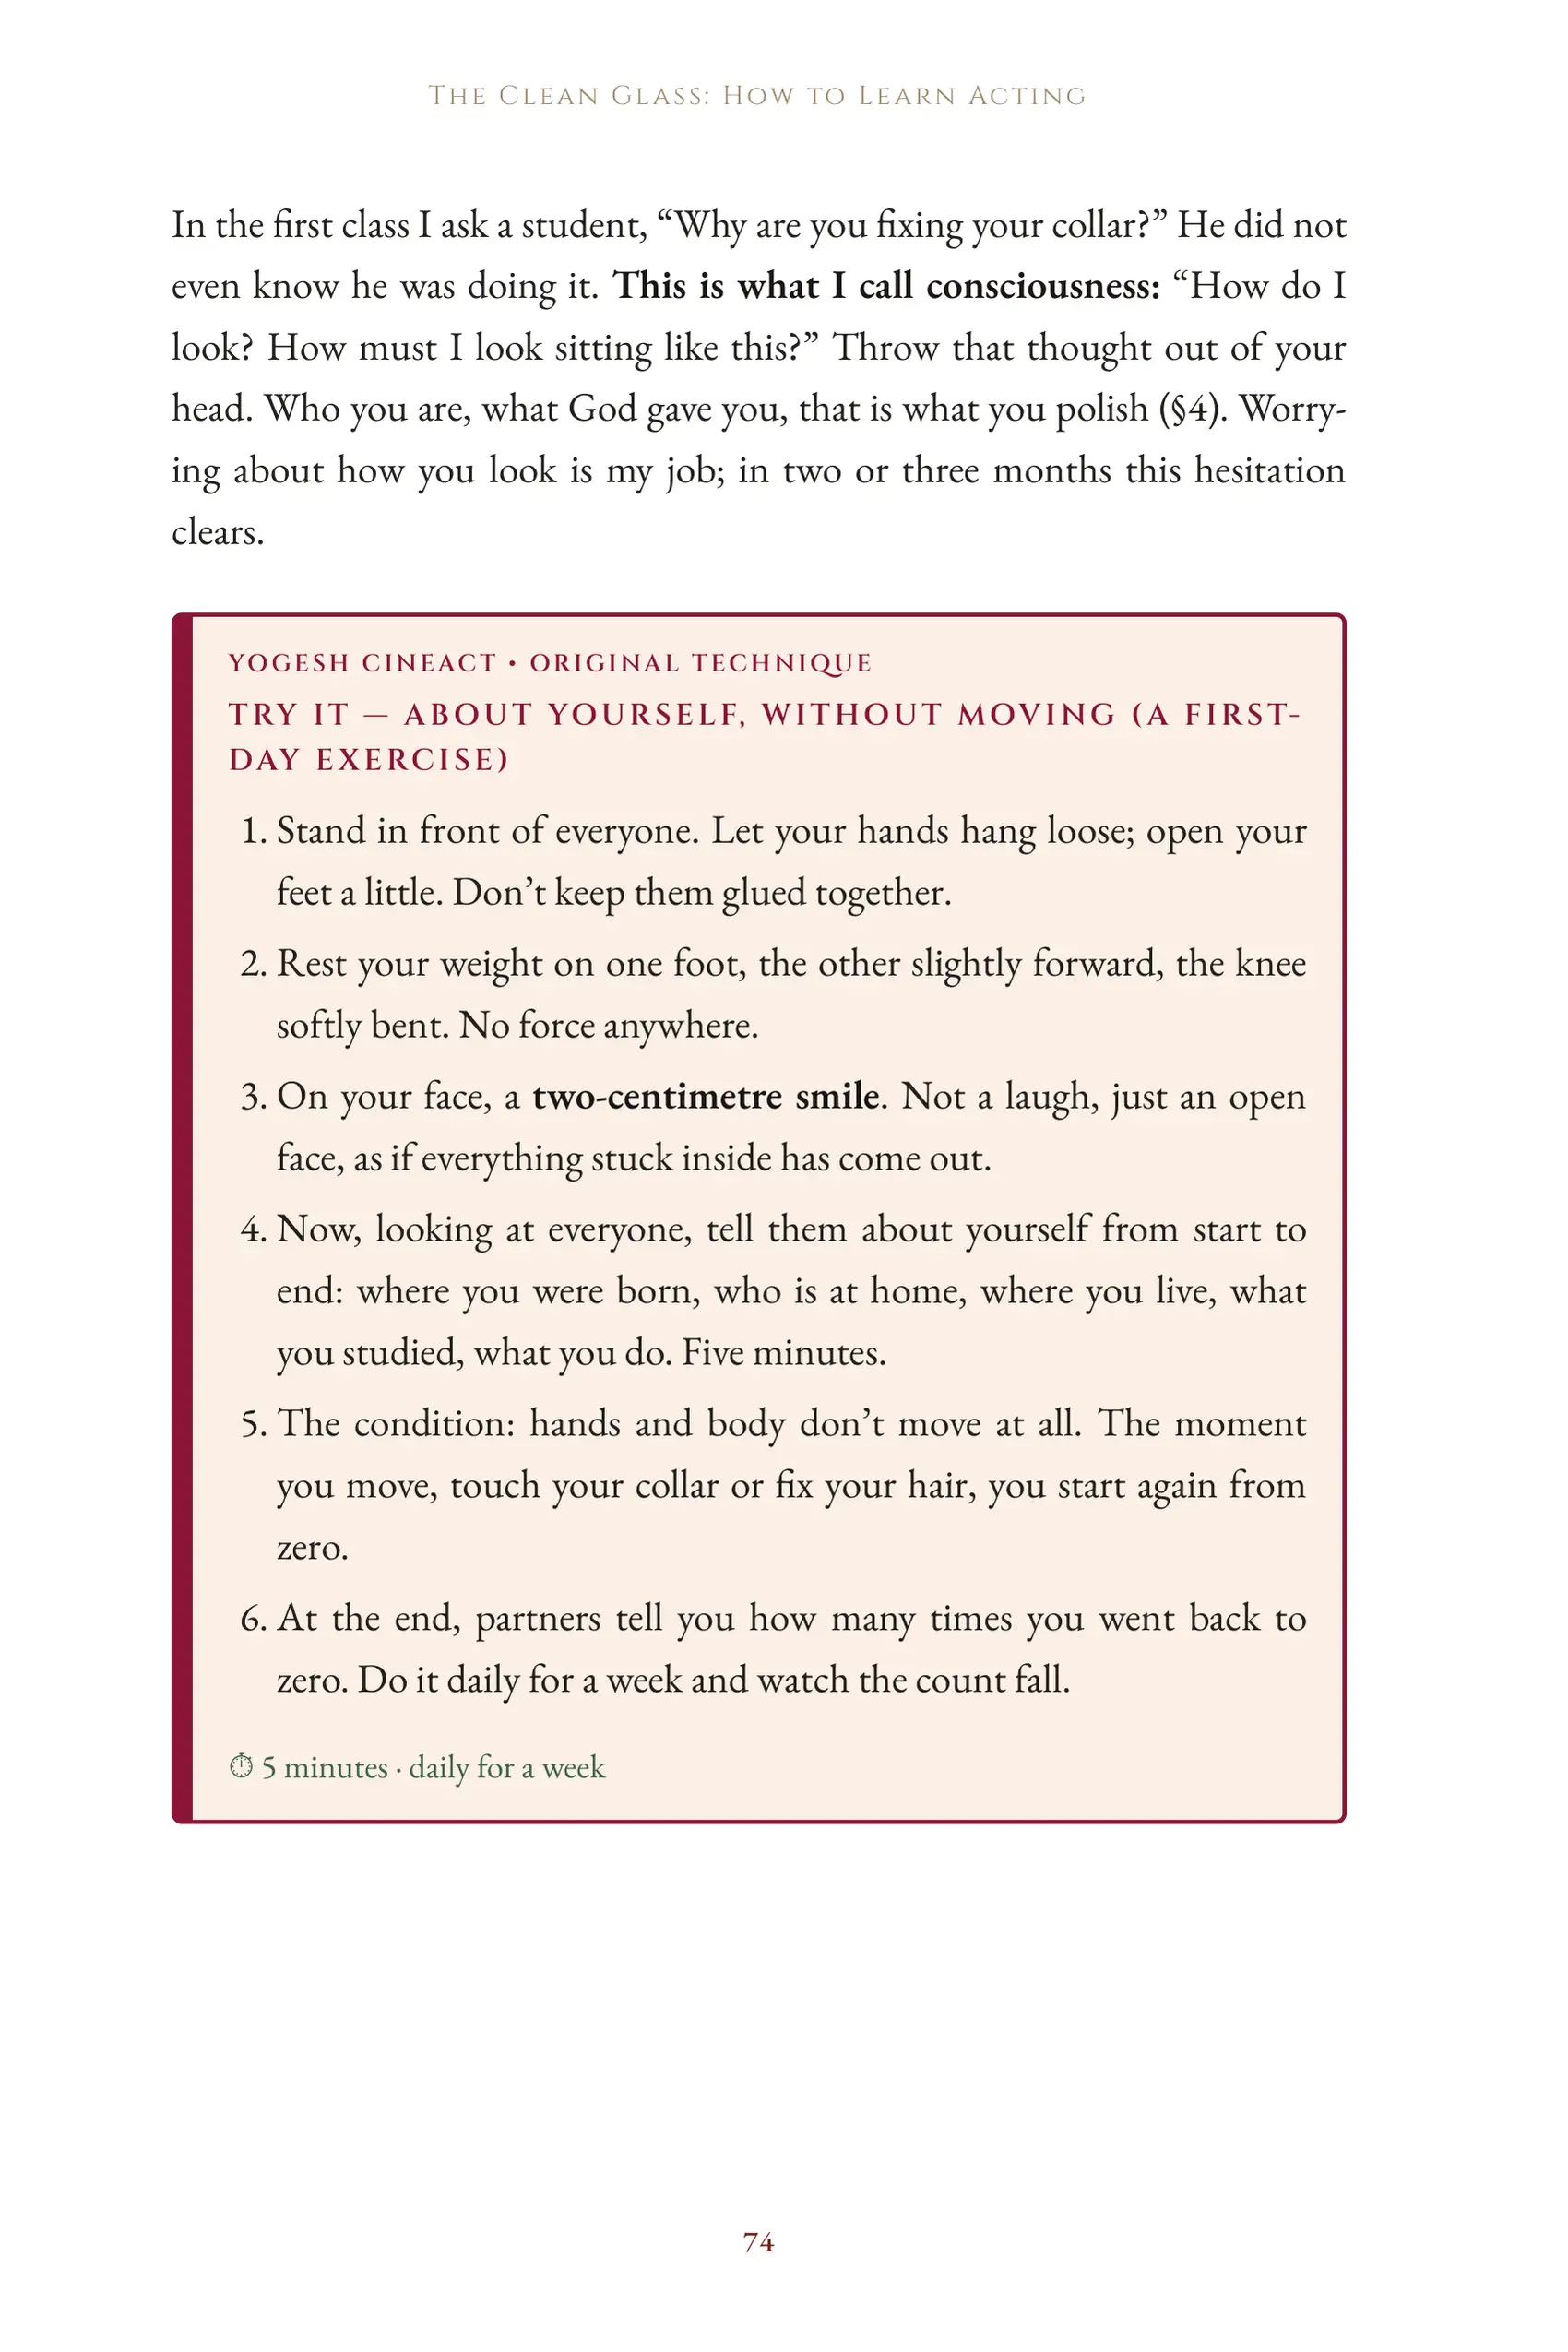 The Clean Glass: How to Learn Acting
In the first class I ask a student, “Why are you fixing your collar?” He did not
even know he was doing it. This is what I call consciousness: “How do I
look? How must I look sitting like this?” Throw that thought out of your
head. Who you are, what God gave you, that is what you polish (§4). Worry-
ing about how you look is my job; in two or three months this hesitation
clears.
YOGESH CINEACT • ORIGINAL TECHNIQUE
TRY IT — ABOUT YOURSELF, WITHOUT MOVING (A FIRST-
DAY EXERCISE)
1. Stand in front of everyone. Let your hands hang loose; open your
feet a little. Don’t keep them glued together.
2. Rest your weight on one foot, the other slightly forward, the knee
softly bent. No force anywhere.
3. On your face, a two-centimetre smile. Not a laugh, just an open
face, as if everything stuck inside has come out.
4. Now, looking at everyone, tell them about yourself from start to
end: where you were born, who is at home, where you live, what
you studied, what you do. Five minutes.
5. The condition: hands and body don’t move at all. The moment
you move, touch your collar or fix your hair, you start again from
zero.
6. At the end, partners tell you how many times you went back to
zero. Do it daily for a week and watch the count fall.
⏱ 5 minutes · daily for a week
74